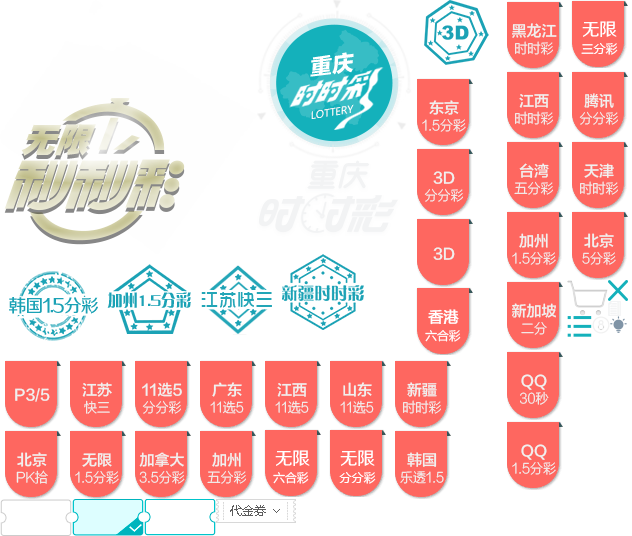 3D
黑龙江
时时彩
无限
三分彩
重庆
时时彩
LOTTERY
东京
1.5分彩
江西
时时彩
腾讯
分分彩
无限
秒秒彩
3D
分分彩
台湾
五分彩
天津
时时彩
重庆
时时彩
3D
加州
1.5分彩
北京
5分彩
韩国1.5分彩
加州1.5分彩
江苏快三
新疆时时彩
香港
六合彩
新加坡
二分
P3/5
江苏
快三
11选5
分分彩
广东
11选5
江西
11选5
山东
11选5
新疆
时时彩
QQ
30秒
北京
PK拾
无限
1.5分彩
加拿大
3.5分彩
加州
五分彩
无限
六合彩
无限
分分彩
韩国
乐透1.5
QQ
1.5分彩
代金券